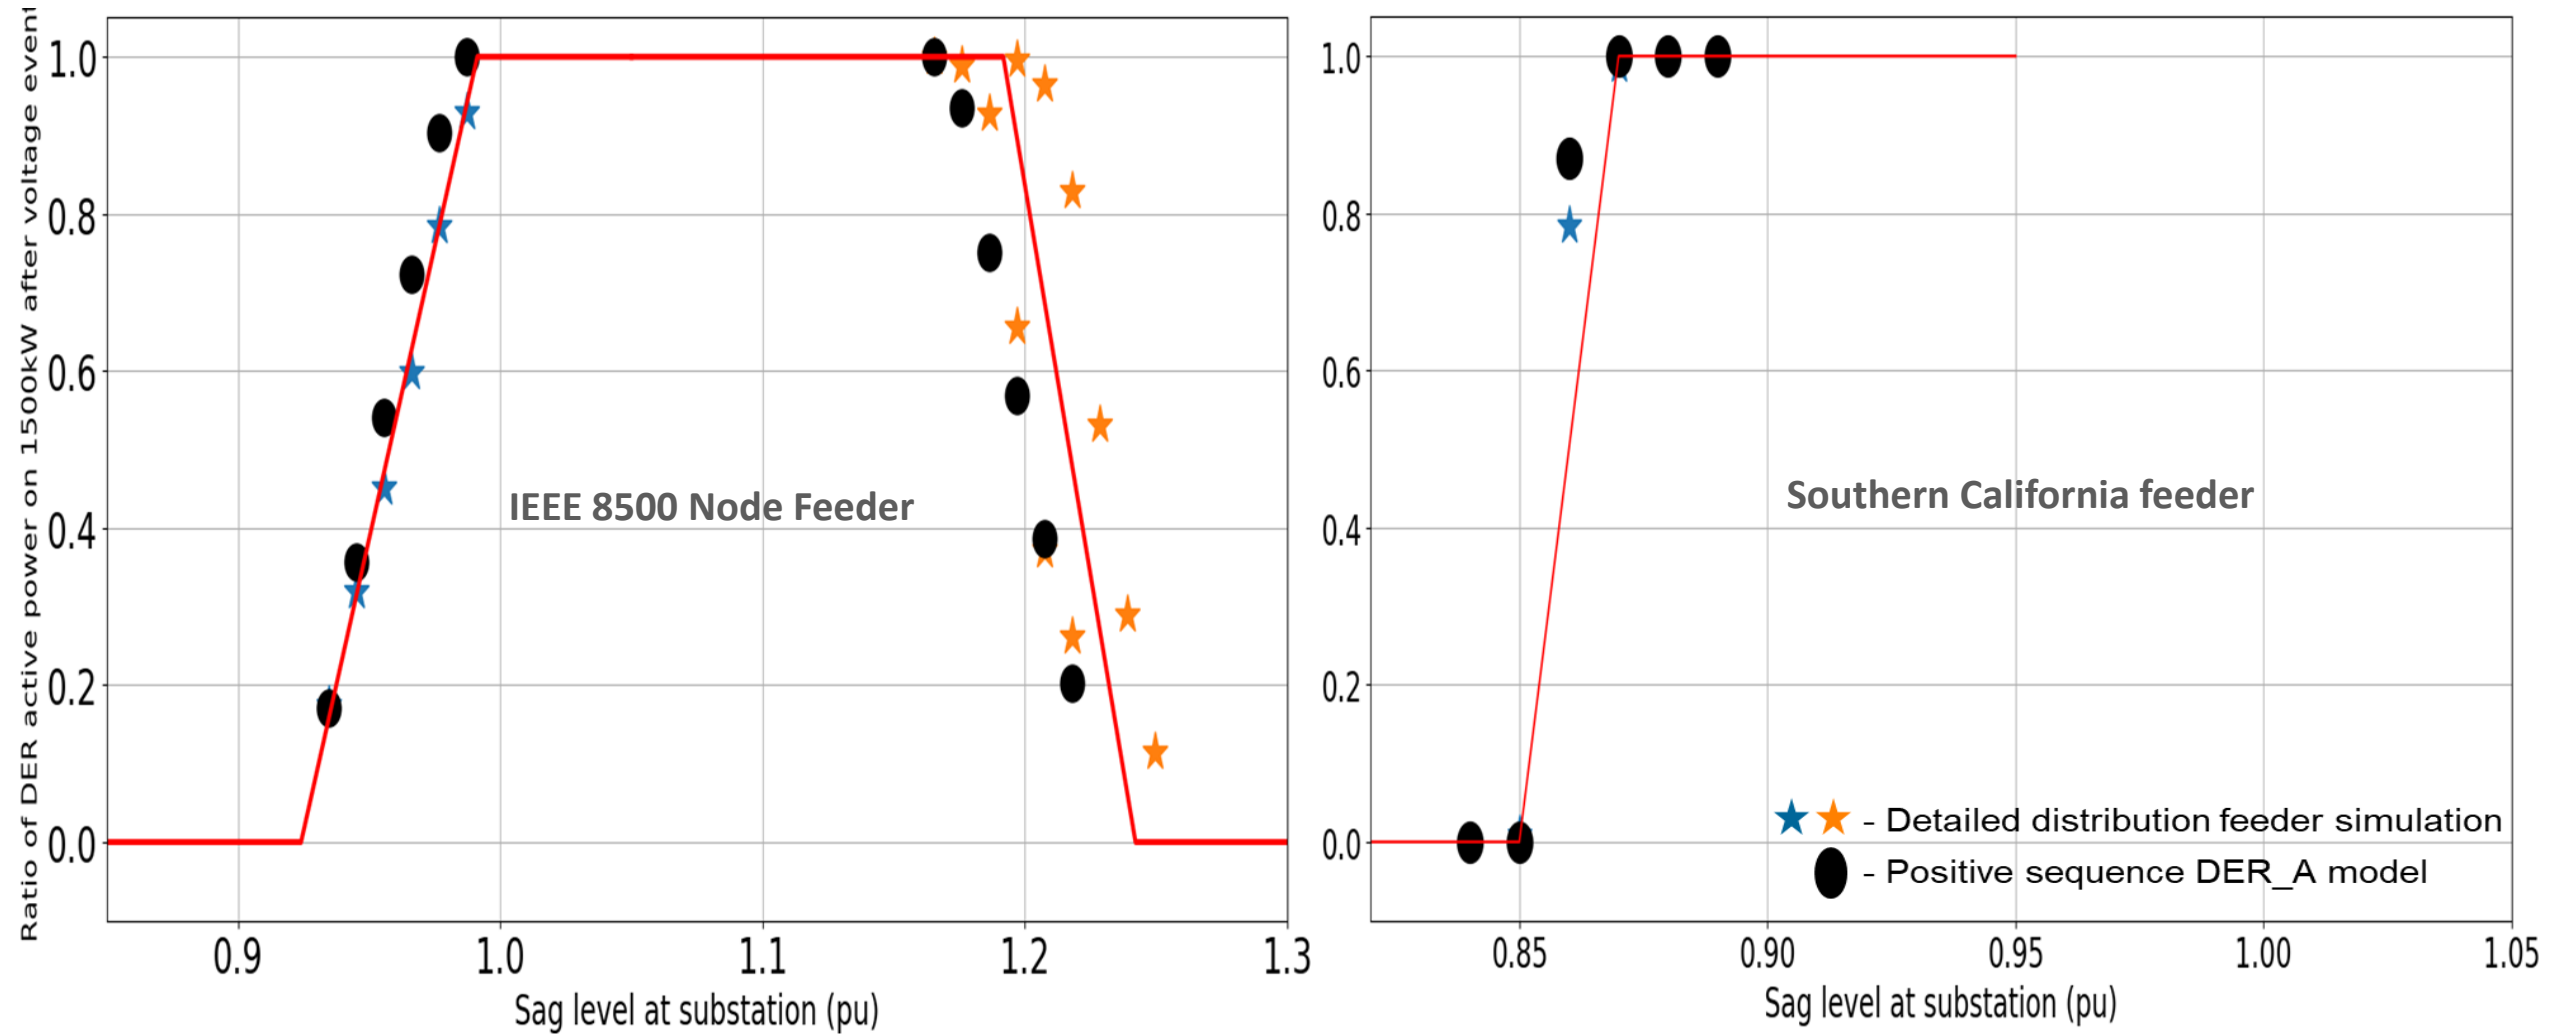 Ratio of DER active power on 1500kW after voltage event
1.0
0.8
0.6
0.4
0.2
0.0
IEEE 8500 Node Feeder
0.9 1.0 1.1 1.2 1.3
Sag level at substation (pu)
1.0
0.8
0.6
0.4
0.2
0.0
Southern California feeder
- Detailed distribution feeder simulation
- Positive sequence DER_A model
0.85 0.90 0.95 1.00 1.05
Sag level at substation (pu)